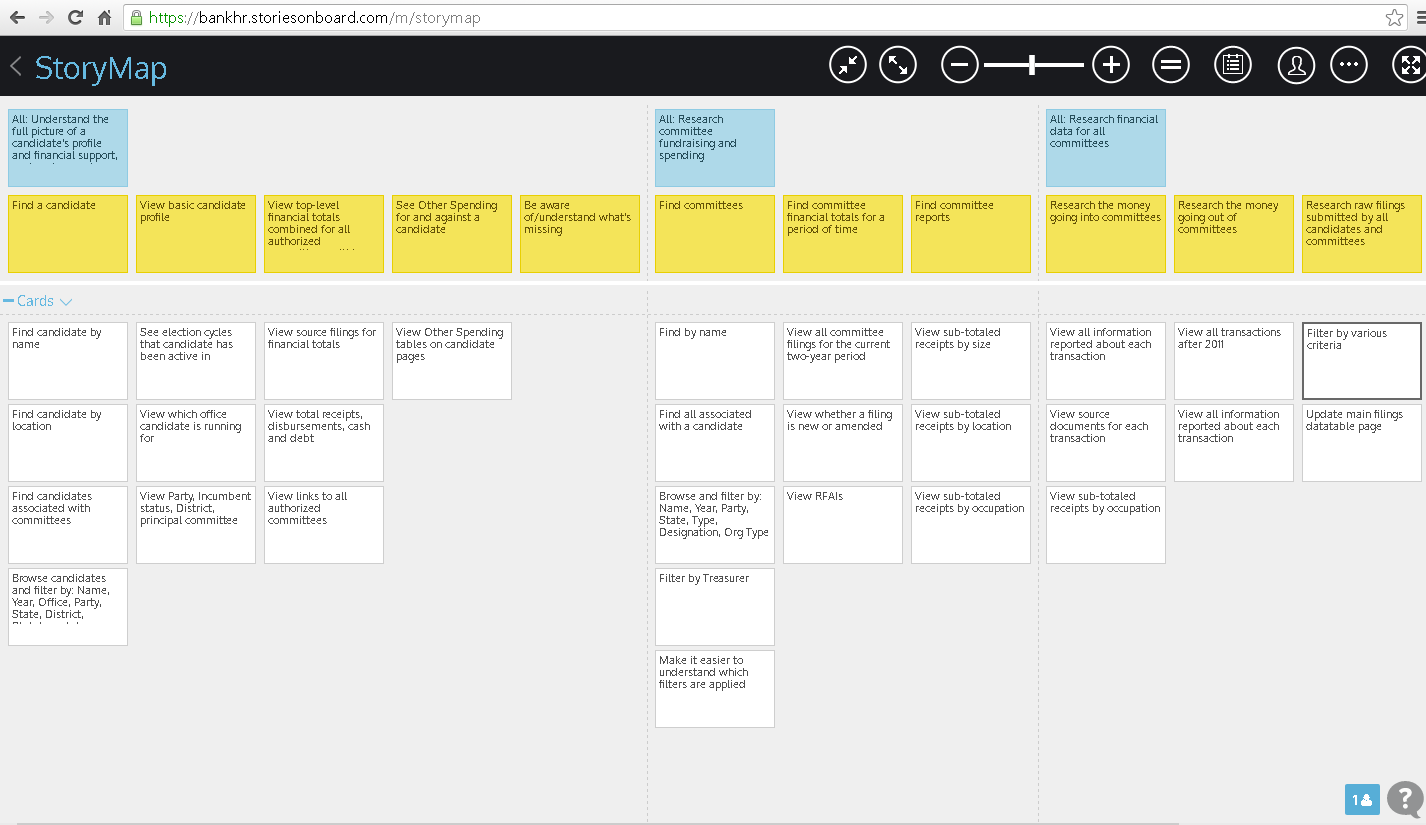 https://bankhr.storiesonboard.com/m/storymap
StoryMap
All: Understand the
full picture of a
candidate's profile
and financial support,
All: Research
committee
fundraising and
spending
All: Research financial
data for all
committees
Find a candidate
View basic candidate
profile
View top-level
financial totals
combined for all
authorized
See Other Spending
for and against a
candidate
Be aware
of/understand what's
missing
Find committees
Find committee
financial totals for a
period of time
Find committee
reports
Research the money
going into committees
Research the money
going out of
committees
Research raw filings
submitted by all
candidates and
committees
Cards
Find candidate by
name
See election cycles
that candidate has
been active in
View source filings for
financial totals
View Other Spending
tables on candidate
pages
Find by name
View all committee
filings for the current
two-year period
View sub-totaled
receipts by size
View all information
reported about each
transaction
View all transactions
after 2011
Filter by various
criteria
Find candidate by
location
View which office
candidate is running
for
View total receipts,
disbursements, cash
and debt
Find all associated
with a candidate
View whether a filing
is new or amended
View sub-totaled
receipts by location
View source
documents for each
transaction
View all information
reported about each
transaction
Update main filings
datatable page
Find candidates
associated with
committees
View Party, Incumbent
status, District,
principal committee
View links to all
authorized
committees
Browse and filter by:
Name, Year, Party,
State, Type,
Designation, Org Type
View RFAIs
View sub-totaled
receipts by occupation
View sub-totaled
receipts by occupation
Browse candidates
and filter by: Name,
Year, Office, Party,
State, District,
Filter by Treasurer
Make it easier to
understand which
filters are applied
1
?